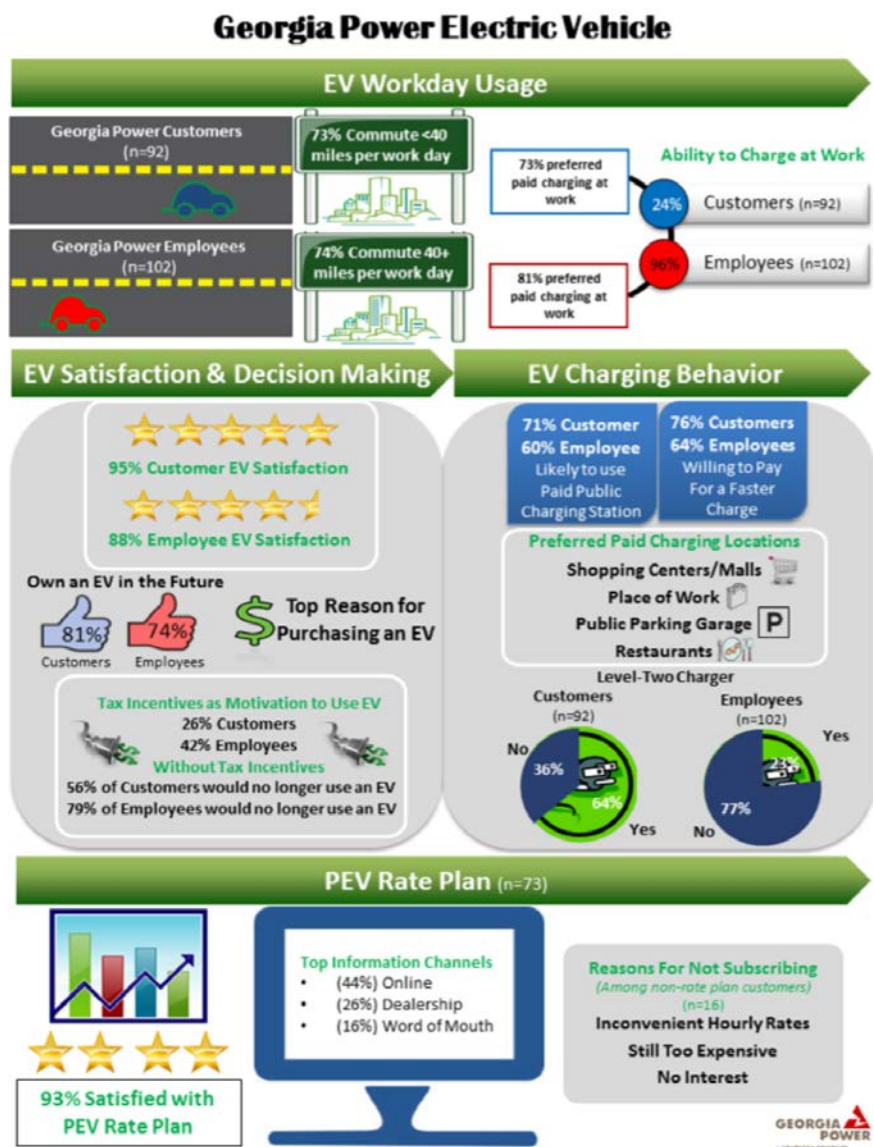 Georgia Power Electric Vehicle
EV Workday Usage
Georgia Power Customers
(n=92)
73% Commute <40
miles per work day
Georgia Power Employees
(n=102)
74% Commute 40+
miles per work day
73% preferred
paid charging at
work
81% preferred
paid charging at
work
Ability to Charge at Work
24%
Customers (n=92)
96%
Employees (n=102)
EV Satisfaction & Decision Making
95% Customer EV Satisfaction
88% Employee EV Satisfaction
Own an EV in the Future
81%
Customers
74%
Employees
$
Top Reason for
Purchasing an EV
Tax Incentives as Motivation to Use EV
26% Customers
42% Employees
Without Tax Incentives
56% of Customers would no longer use an EV
79% of Employees would no longer use an EV
EV Charging Behavior
71% Customer
60% Employee
Likely to use
Paid Public
Charging Station
76% Customers
64% Employees
Willing to Pay
For a Faster
Charge
Preferred Paid Charging Locations
Shopping Centers/Malls
Place of Work
Public Parking Garage P
Restaurants
Level-Two Charger
Customers
(n=92)
No
36%
64%
Yes
Employees
(n=102)
Yes
23%
77%
No
PEV Rate Plan (n=73)
93% Satisfied with
PEV Rate Plan
Top Information Channels
• (44%) Online
• (26%) Dealership
• (16%) Word of Mouth
Reasons For Not Subscribing
(Among non-rate plan customers)
(n=16)
Inconvenient Hourly Rates
Still Too Expensive
No Interest
GEORGIA
POWER